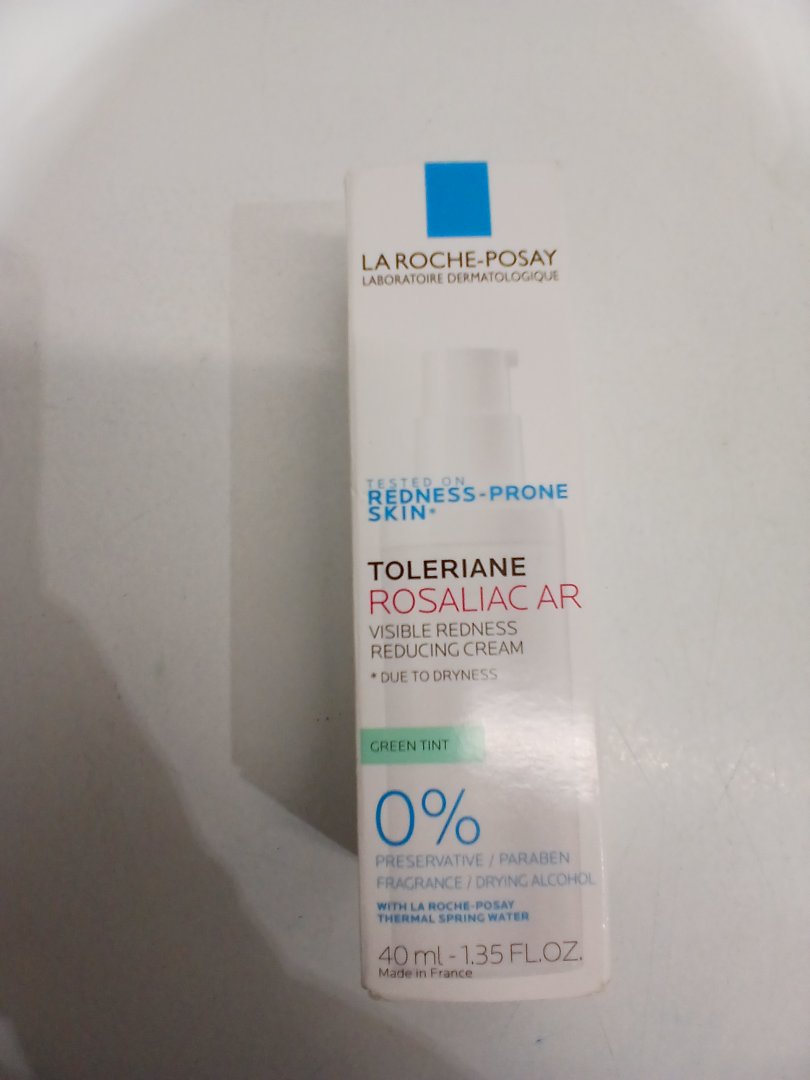 LA ROCHE-POSAY
LABORATOIRE DERMATOLOGIQUE
TESTED ON
REDNESS-PRONE
SKIN*
TOLERIANE
ROSALIAC AR
VISIBLE REDNESS
REDUCING CREAM
* DUE TO DRYNESS
GREEN TINT
0%
PRESERVATIVE / PARABEN
FRAGRANCE / DRYING ALCOHOL
WITH LA ROCHE-POSAY
THERMAL SPRING WATER
40 ml - 1.35 FL.OZ.
Made in France